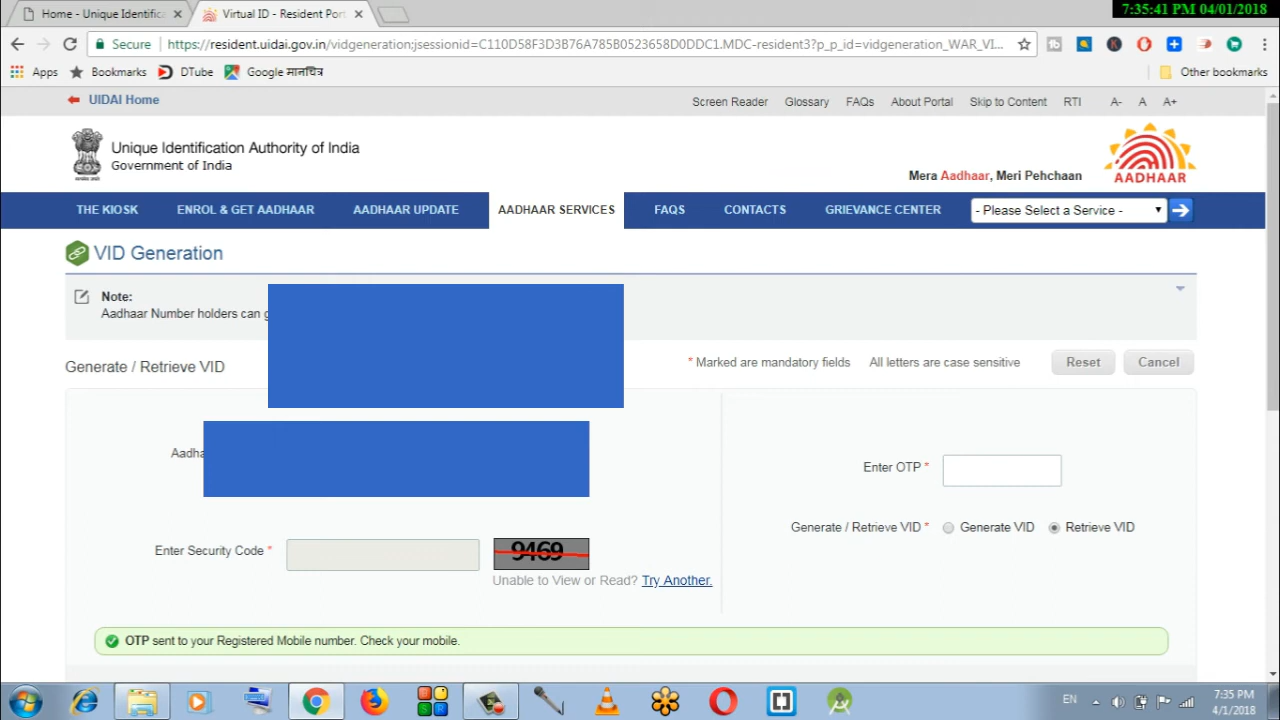 7:35:41 PM 04/01/2018
Home - Unique Identific
Virtual ID - Resident Port
Secure
https://resident.uidai.gov.in/vidgeneration;jsessionid=C110D58F3D3B76A785B0523658D0DDC1.MDC-resident3?p_p_id=vidgeneration_WAR_VI...
Apps
Bookmarks
DTube
Google मानचित्र
Other bookmarks
UIDAI Home
Screen Reader
Glossary
FAQs
About Portal
Skip to Content
RTI
A-
A
A+
Unique Identification Authority of India
Government of India
Mera Aadhaar, Meri Pehchaan
AADHAAR
THE KIOSK
ENROL & GET AADHAAR
AADHAAR UPDATE
AADHAAR SERVICES
FAQS
CONTACTS
GRIEVANCE CENTER
- Please Select a Service -
VID Generation
Note:
Aadhaar Number holders can g
Generate / Retrieve VID
* Marked are mandatory fields
All letters are case sensitive
Reset
Cancel
Aadha
Enter OTP *
Generate / Retrieve VID *
Generate VID
Retrieve VID
Enter Security Code *
9469
Unable to View or Read? Try Another.
OTP sent to your Registered Mobile number. Check your mobile.
EN
7:35 PM
4/1/2018